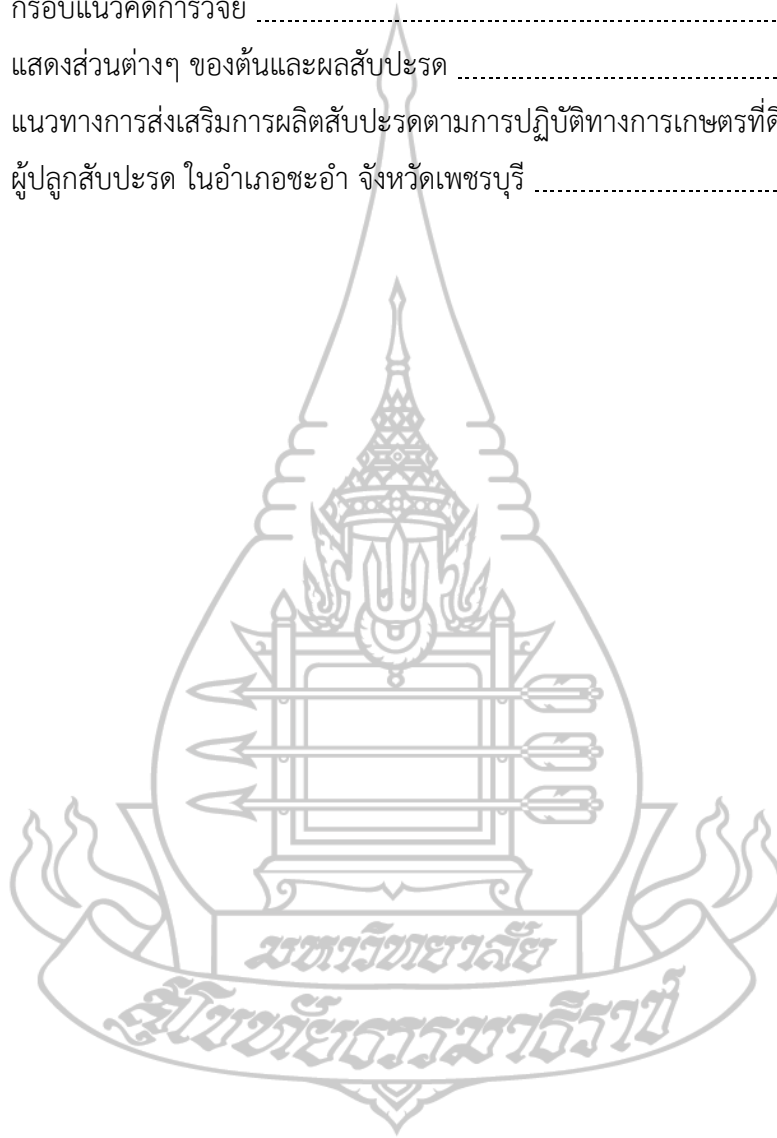 กรอบแนวคิดการวิจัย
แสดงส่วนต่างๆ ของต้นและผลสับปะรด
แนวทางการส่งเสริมการผลิตสับปะรดตามการปฏิบัติทางการเกษตรที่ดี
ผู้ปลูกสับปะรด ในอำเภอชะอำ จังหวัดเพชรบุรี
มหาวิทยาลัย
สุโขทัยธรรมาธิราช